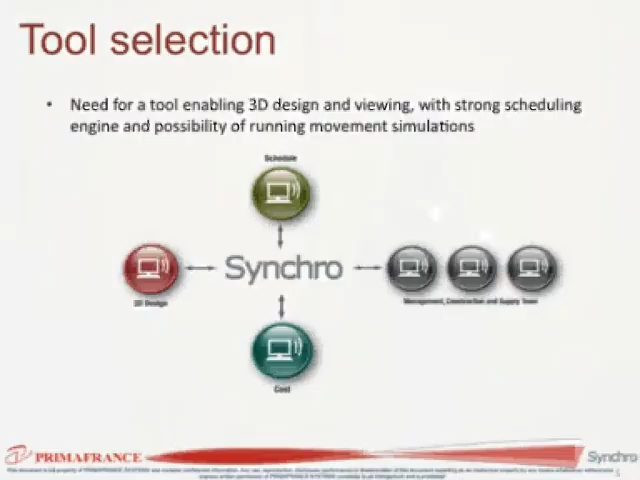 Tool selection
• Need for a tool enabling 3D design and viewing, with strong scheduling
engine and possibility of running movement simulations
Schedule
Synchro
3D Design
Management, Construction and Supply Team
Cost
PRIMAFRANCE
Synchro